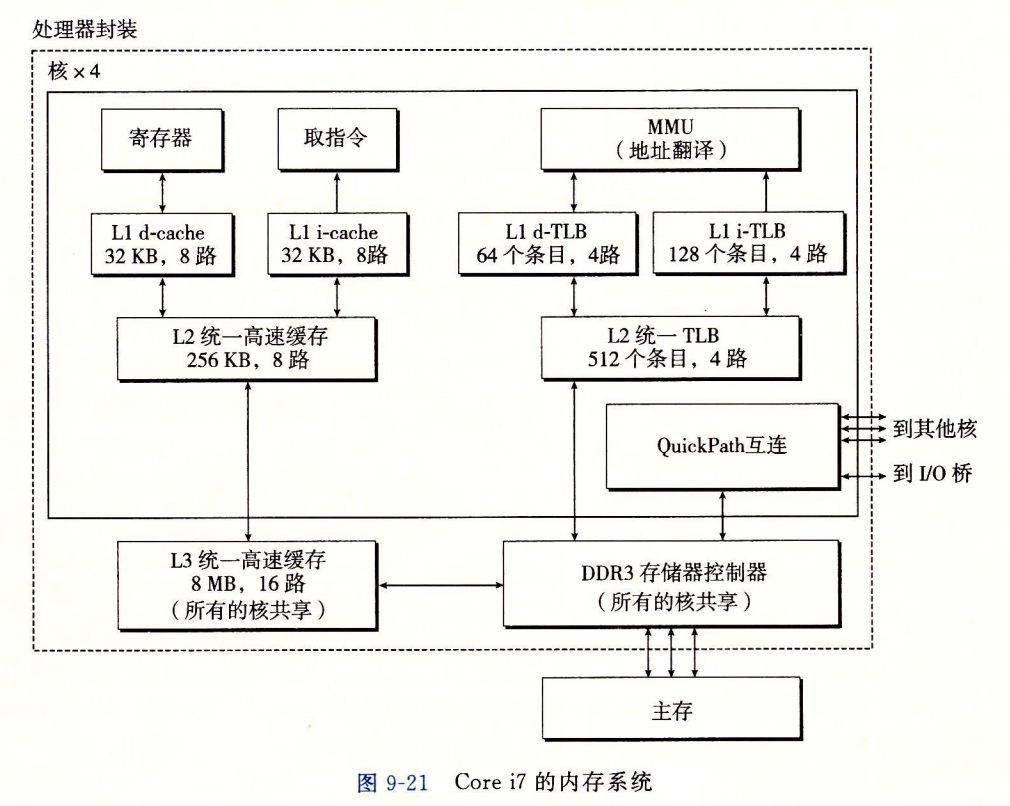 处理器封装
核×4
寄存器
取指令
MMU
（地址翻译）
L1 d-cache
32 KB，8 路
L1 i-cache
32 KB，8路
L1 d-TLB
64 个条目，4路
L1 i-TLB
128 个条目，4 路
L2 统一高速缓存
256 KB，8 路
L2 统一 TLB
512 个条目，4 路
QuickPath互连
到其他核
到 I/O 桥
L3 统一高速缓存
8 MB，16 路
（所有的核共享）
DDR3 存储器控制器
（所有的核共享）
主存
图 9-21 Core i7 的内存系统